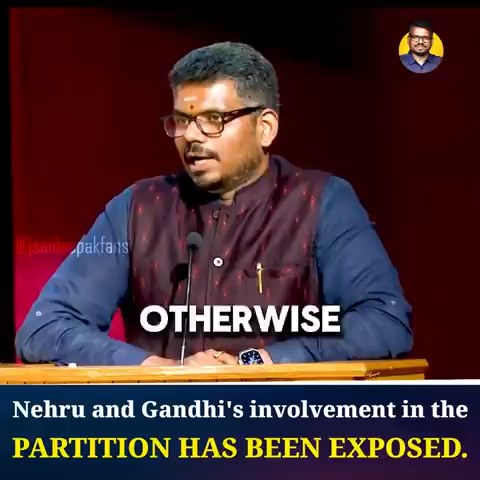 OTHERWISE
Nehru and Gandhi's involvement in the
PARTITION HAS BEEN EXPOSED.